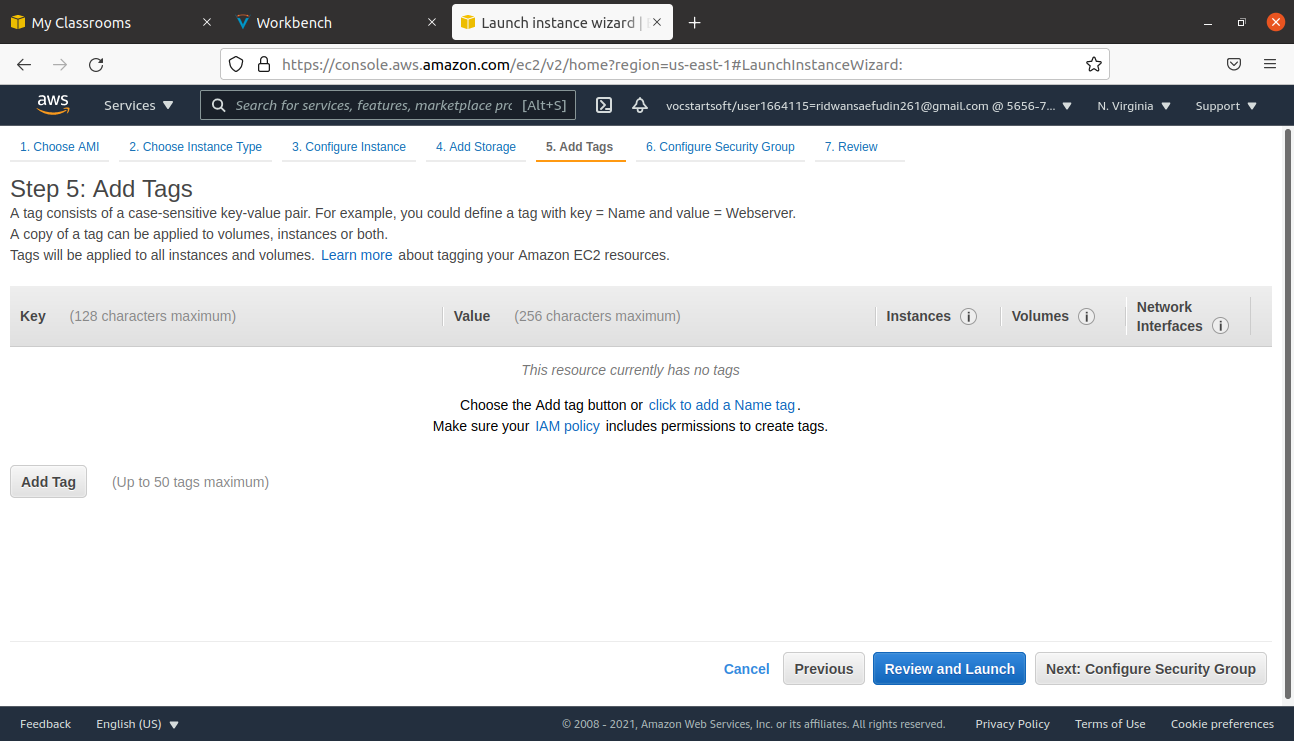 My Classrooms
Workbench
Launch instance wizard |
https://console.aws.amazon.com/ec2/v2/home?region=us-east-1#LaunchInstanceWizard:
aws
Services
Search for services, features, marketplace prc [Alt+S]
vocstartsoft/user1664115=ridwansaefudin261@gmail.com @ 5656-7...
N. Virginia
Support
1. Choose AMI
2. Choose Instance Type
3. Configure Instance
4. Add Storage
5. Add Tags
6. Configure Security Group
7. Review
Step 5: Add Tags
A tag consists of a case-sensitive key-value pair. For example, you could define a tag with key = Name and value = Webserver.
A copy of a tag can be applied to volumes, instances or both.
Tags will be applied to all instances and volumes. Learn more about tagging your Amazon EC2 resources.
Key (128 characters maximum)
Value (256 characters maximum)
Instances i
Volumes i
Network
Interfaces i
This resource currently has no tags
Choose the Add tag button or click to add a Name tag.
Make sure your IAM policy includes permissions to create tags.
Add Tag (Up to 50 tags maximum)
Cancel
Previous
Review and Launch
Next: Configure Security Group
Feedback
English (US)
© 2008 - 2021, Amazon Web Services, Inc. or its affiliates. All rights reserved.
Privacy Policy
Terms of Use
Cookie preferences